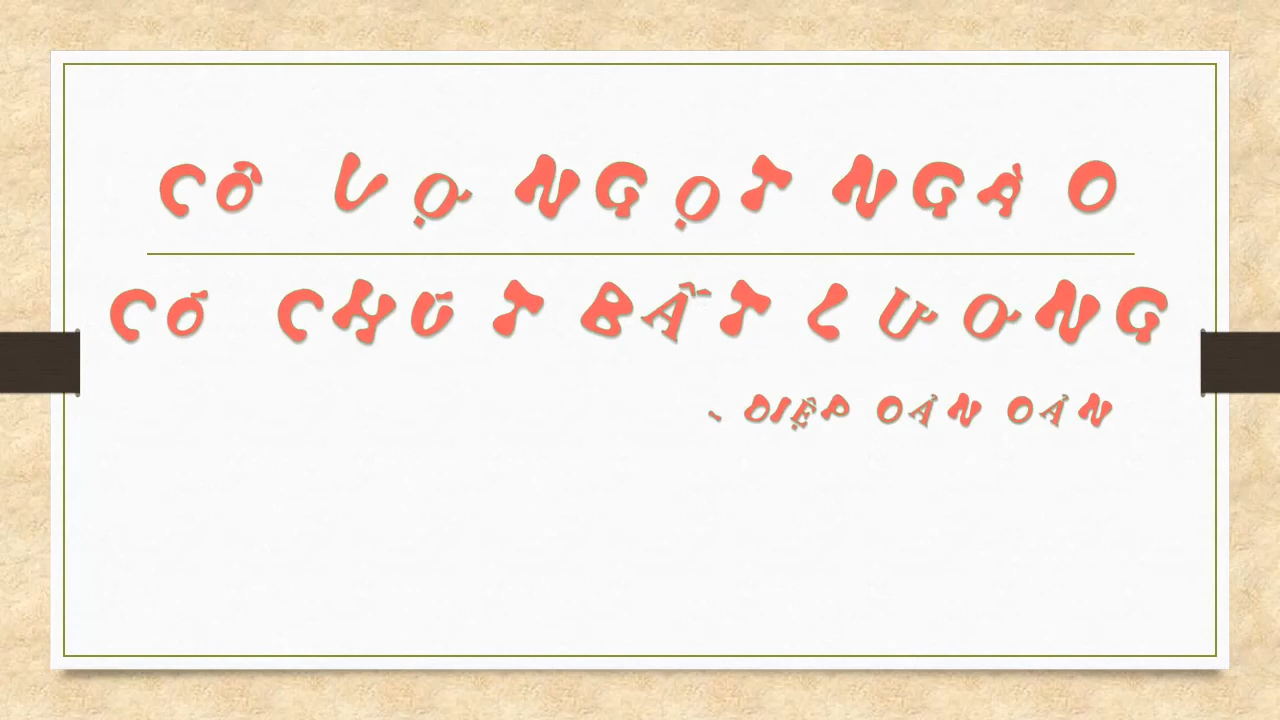 CÔ VỢ NGỌT NGÀO
CÓ CHÚT BẤT LƯƠNG
- DIỆP OẢN OẢN